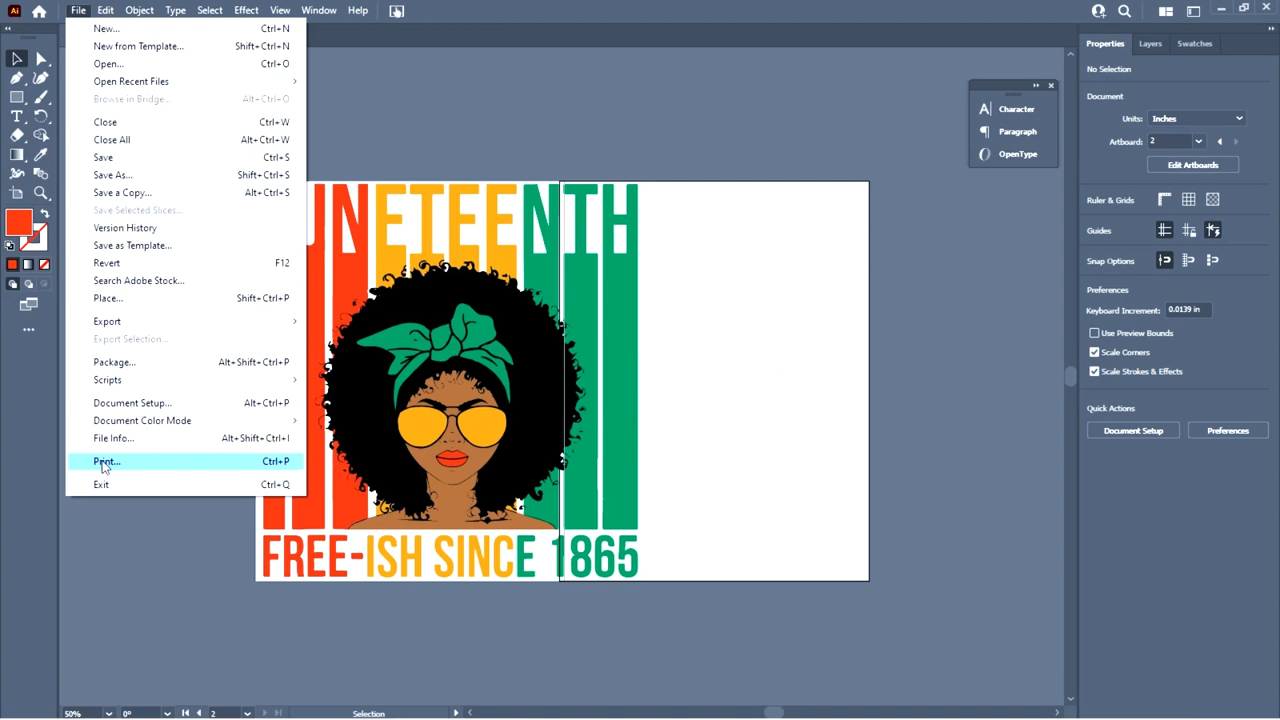 Ai File Edit Object Type Select Effect View Window Help
New... Ctrl+N
New from Template... Shift+Ctrl+N
Open... Ctrl+O
Open Recent Files
Browse in Bridge... Alt+Ctrl+O
Close Ctrl+W
Close All Alt+Ctrl+W
Save Ctrl+S
Save As... Shift+Ctrl+S
Save a Copy... Alt+Ctrl+S
Save Selected Slices...
Version History
Save as Template...
Revert F12
Search Adobe Stock...
Place... Shift+Ctrl+P
Export
Export Selection...
Package... Alt+Shift+Ctrl+P
Scripts
Document Setup... Alt+Ctrl+P
Document Color Mode
File Info... Alt+Shift+Ctrl+I
Print... Ctrl+P
Exit Ctrl+Q
UNETEENTH
FREE-ISH SINCE 1865
Character
Paragraph
OpenType
Properties Layers Swatches
No Selection
Document
Units: Inches
Artboard: 2
Edit Artboards
Ruler & Grids
Guides
Snap Options
Preferences
Keyboard Increment: 0.0139 in
Use Preview Bounds
Scale Corners
Scale Strokes & Effects
Quick Actions
Document Setup Preferences
50% 0° 2 Selection